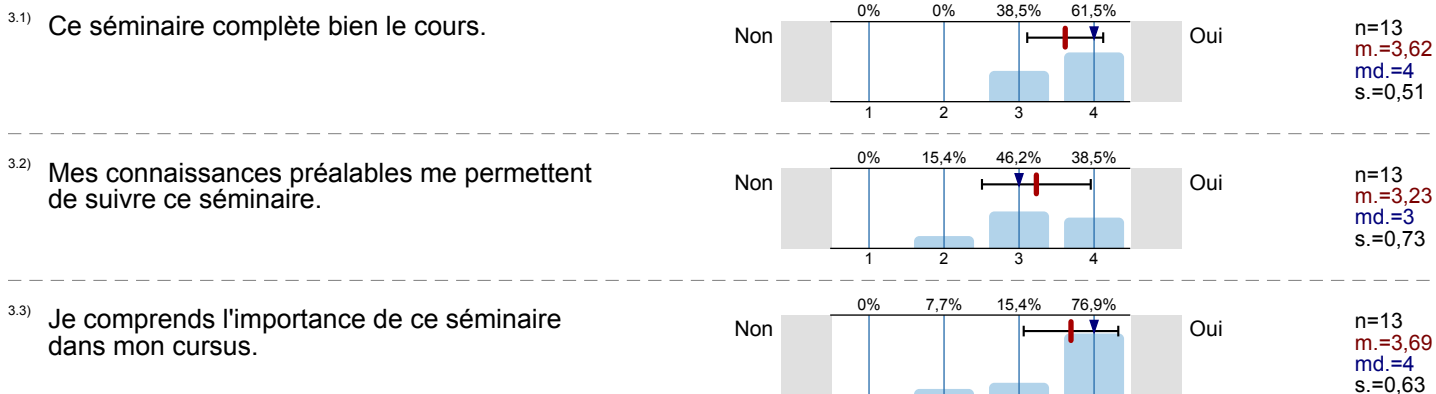 3.1) Ce séminaire complète bien le cours.
Non
0% 0% 38,5% 61,5%
1 2 3 4
Oui
n=13
m.=3,62
md.=4
s.=0,51
3.2) Mes connaissances préalables me permettent
de suivre ce séminaire.
Non
0% 15,4% 46,2% 38,5%
1 2 3 4
Oui
n=13
m.=3,23
md.=3
s.=0,73
3.3) Je comprends l'importance de ce séminaire
dans mon cursus.
Non
0% 7,7% 15,4% 76,9%
Oui
n=13
m.=3,69
md.=4
s.=0,63